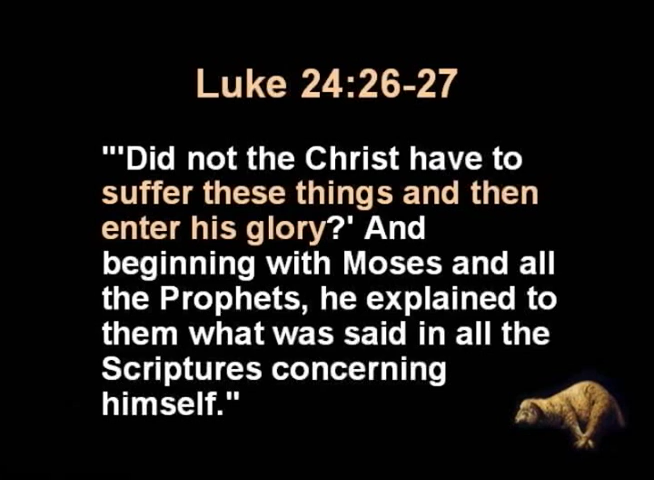 Luke 24:26-27
"'Did not the Christ have to
suffer these things and then
enter his glory?' And
beginning with Moses and all
the Prophets, he explained to
them what was said in all the
Scriptures concerning
himself."